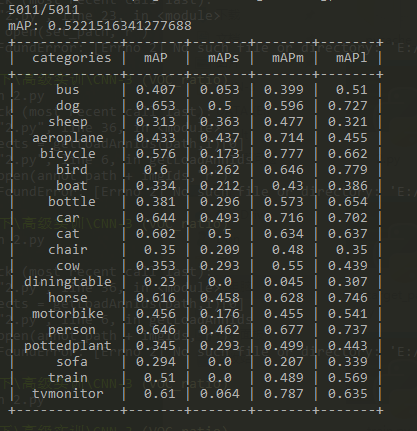 5011/5011
mAP: 0.5221516341277688
+-------------+-------+-------+-------+-------+
| categories | mAP | mAPs | mAPm | mAPl |
+-------------+-------+-------+-------+-------+
| bus | 0.407 | 0.053 | 0.399 | 0.51 |
| dog | 0.653 | 0.5 | 0.596 | 0.727 |
| sheep | 0.313 | 0.363 | 0.477 | 0.321 |
| aeroplane | 0.433 | 0.437 | 0.714 | 0.455 |
| bicycle | 0.576 | 0.173 | 0.777 | 0.662 |
| bird | 0.6 | 0.262 | 0.646 | 0.779 |
| boat | 0.334 | 0.212 | 0.43 | 0.386 |
| bottle | 0.381 | 0.296 | 0.573 | 0.654 |
| car | 0.644 | 0.493 | 0.716 | 0.702 |
| cat | 0.602 | 0.5 | 0.634 | 0.637 |
| chair | 0.35 | 0.209 | 0.48 | 0.35 |
| cow | 0.353 | 0.293 | 0.55 | 0.439 |
| diningtable | 0.23 | 0.0 | 0.045 | 0.307 |
| horse | 0.616 | 0.458 | 0.628 | 0.746 |
| motorbike | 0.456 | 0.176 | 0.455 | 0.541 |
| person | 0.646 | 0.462 | 0.677 | 0.737 |
| pottedplant | 0.345 | 0.293 | 0.499 | 0.443 |
| sofa | 0.294 | 0.0 | 0.207 | 0.339 |
| train | 0.51 | 0.0 | 0.489 | 0.569 |
| tvmonitor | 0.61 | 0.064 | 0.787 | 0.635 |
+-------------+-------+-------+-------+-------+